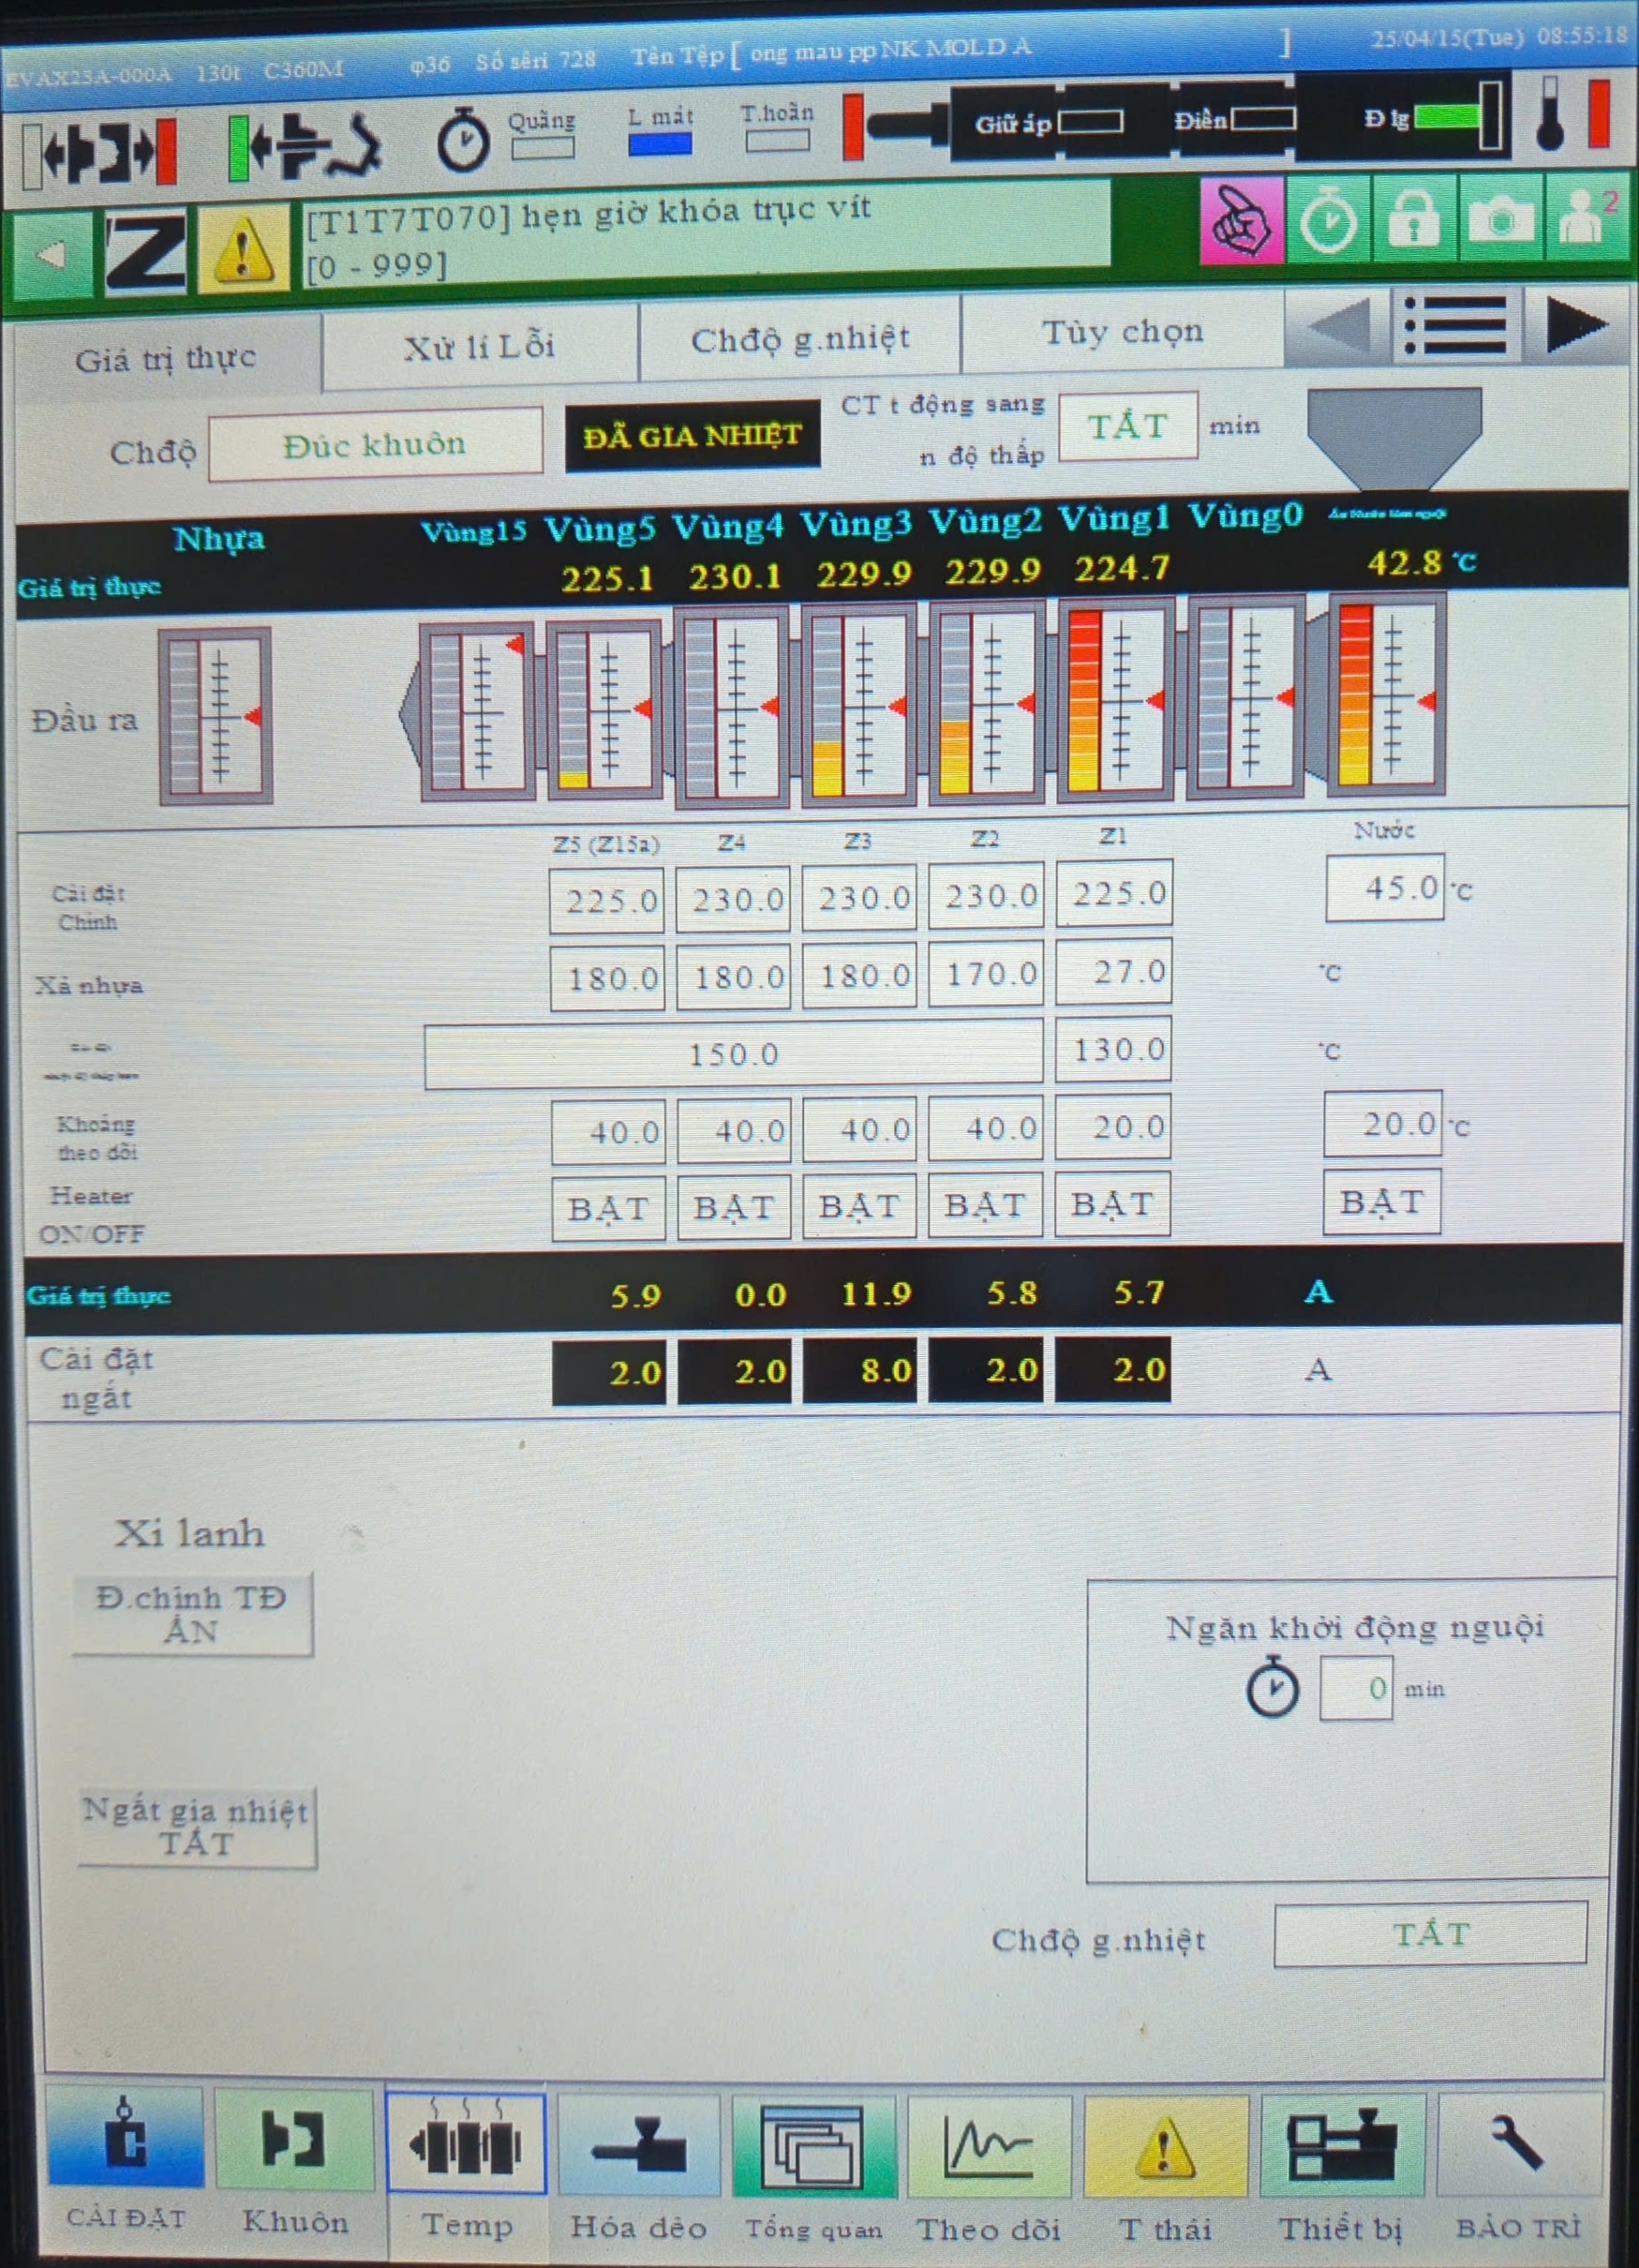 EVAX23A-000A 130t C360M φ36 Số sêri 728 Tên Tệp [ ong mau pp NK MOLD A ] 25/04/15(Tue) 08:55:18
Quãng L mát T.hoãn Giữ áp Điền Đ lg
[T1T7T070] hẹn giờ khóa trục vít
[0 - 999]
2
Giá trị thực Xử lí Lỗi Chđộ g.nhiệt Tùy chọn
Chđộ Đúc khuôn ĐÃ GIA NHIỆT CT t động sang TẮT min
n độ thấp
Nhựa Vùng15 Vùng5 Vùng4 Vùng3 Vùng2 Vùng1 Vùng0
Giá trị thực 225.1 230.1 229.9 229.9 224.7 42.8 °C
Đầu ra
Z5 (Z15a) Z4 Z3 Z2 Z1 Nước
Cài đặt
Chính
225.0 230.0 230.0 230.0 225.0 45.0 °C
Xả nhựa 180.0 180.0 180.0 170.0 27.0 °C
150.0 130.0 °C
Khoảng
theo dõi
40.0 40.0 40.0 40.0 20.0 20.0 °C
Heater
ON/OFF
BẬT BẬT BẬT BẬT BẬT BẬT
Giá trị thực 5.9 0.0 11.9 5.8 5.7 A
Cài đặt
ngắt
2.0 2.0 8.0 2.0 2.0 A
Xi lanh
Đ.chỉnh TĐ
ẤN
Ngăn khởi động nguội
0 min
Ngắt gia nhiệt
TẮT
Chđộ g.nhiệt TẮT
CÀI ĐẶT Khuôn Temp Hóa dẻo Tổng quan Theo dõi T thái Thiết bị BẢO TRÌ